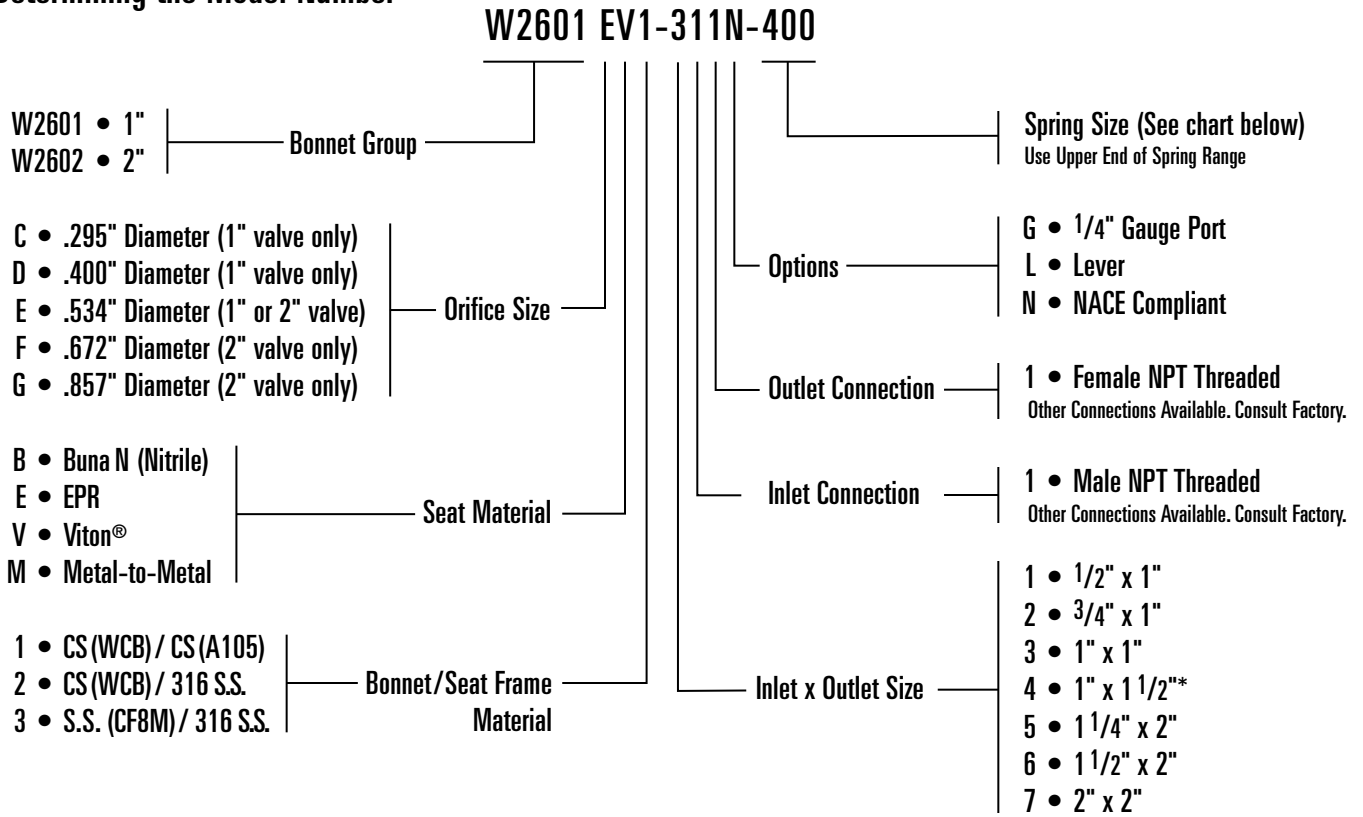 Determining the Model Number
W2601 EV1-311N-400
W2601 • 1"
W2602 • 2"
Bonnet Group
C • .295" Diameter (1" valve only)
D • .400" Diameter (1" valve only)
E • .534" Diameter (1" or 2" valve)
F • .672" Diameter (2" valve only)
G • .857" Diameter (2" valve only)
Orifice Size
B • Buna N (Nitrile)
E • EPR
V • Viton®
M • Metal-to-Metal
Seat Material
1 • CS (WCB) / CS (A105)
2 • CS (WCB) / 316 S.S.
3 • S.S. (CF8M) / 316 S.S.
Bonnet/Seat Frame
Material
Spring Size (See chart below)
Use Upper End of Spring Range
Options
G • 1/4" Gauge Port
L • Lever
N • NACE Compliant
Outlet Connection
1 • Female NPT Threaded
Other Connections Available. Consult Factory.
Inlet Connection
1 • Male NPT Threaded
Other Connections Available. Consult Factory.
Inlet x Outlet Size
1 • 1/2" x 1"
2 • 3/4" x 1"
3 • 1" x 1"
4 • 1" x 1 1/2"*
5 • 1 1/4" x 2"
6 • 1 1/2" x 2"
7 • 2" x 2"